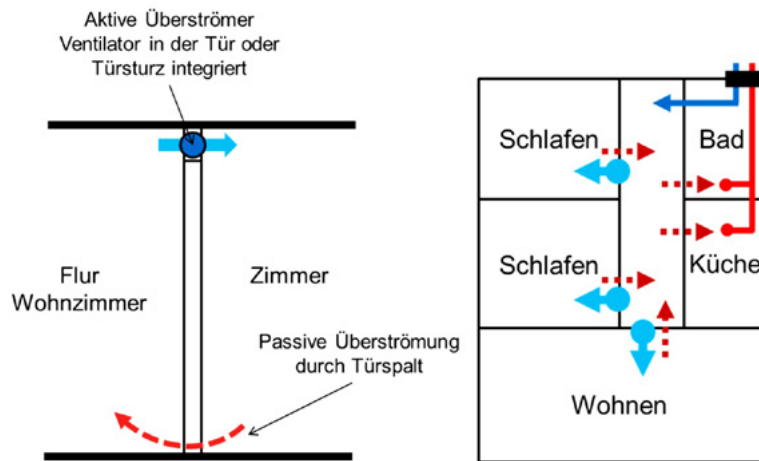 Aktive Überströmer
Ventilator in der Tür oder
Türsturz integriert
Flur
Wohnzimmer
Zimmer
Passive Überströmung
durch Türspalt
Schlafen
Bad
Schlafen
Küche
Wohnen